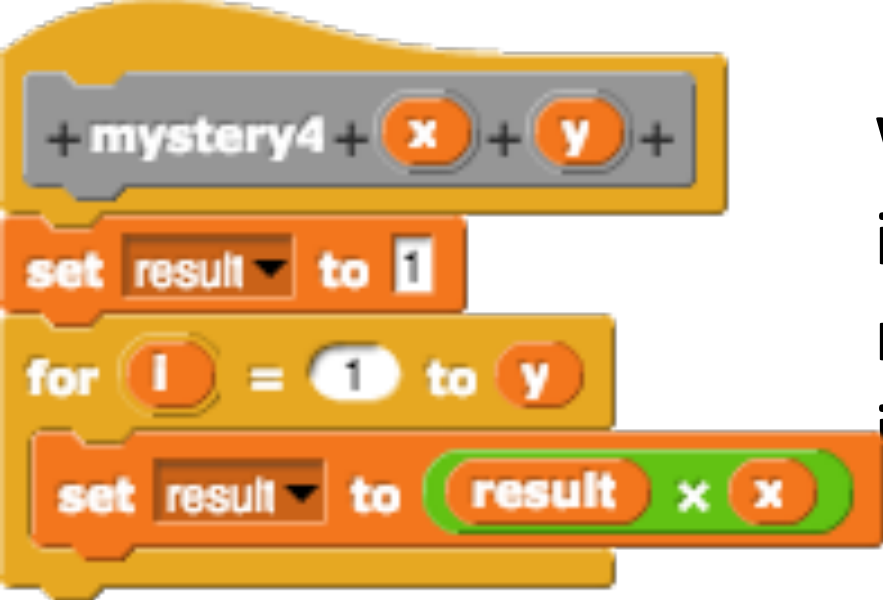 + mystery4 + x + y +
set result to 1
for i = 1 to y
set result to result × x